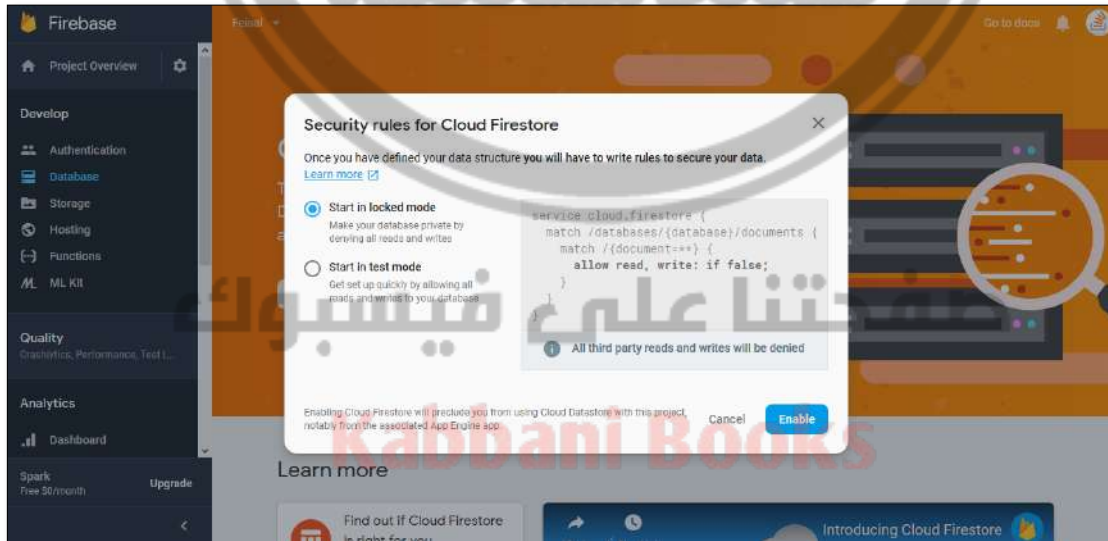 Firebase
Feisal
Go to docs
Project Overview
Develop
Authentication
Database
Storage
Hosting
Functions
ML Kit
Quality
Crashlytics, Performance, Test L...
Analytics
Dashboard
Spark
Free $0/month
Upgrade
Security rules for Cloud Firestore
Once you have defined your data structure you will have to write rules to secure your data.
Learn more
Start in locked mode
Make your database private by
denying all reads and writes
Start in test mode
Get set up quickly by allowing all
reads and writes to your database
service cloud.firestore {
match /databases/{database}/documents {
match /{document=**} {
allow read, write: if false;
}
}
}
All third party reads and writes will be denied
Enabling Cloud Firestore will preclude you from using Cloud Datastore with this project,
notably from the associated App Engine app
Cancel
Enable
صفحتنا على فيسبوك
Kabbani Books
Learn more
Find out if Cloud Firestore
is right for you
Introducing Cloud Firestore